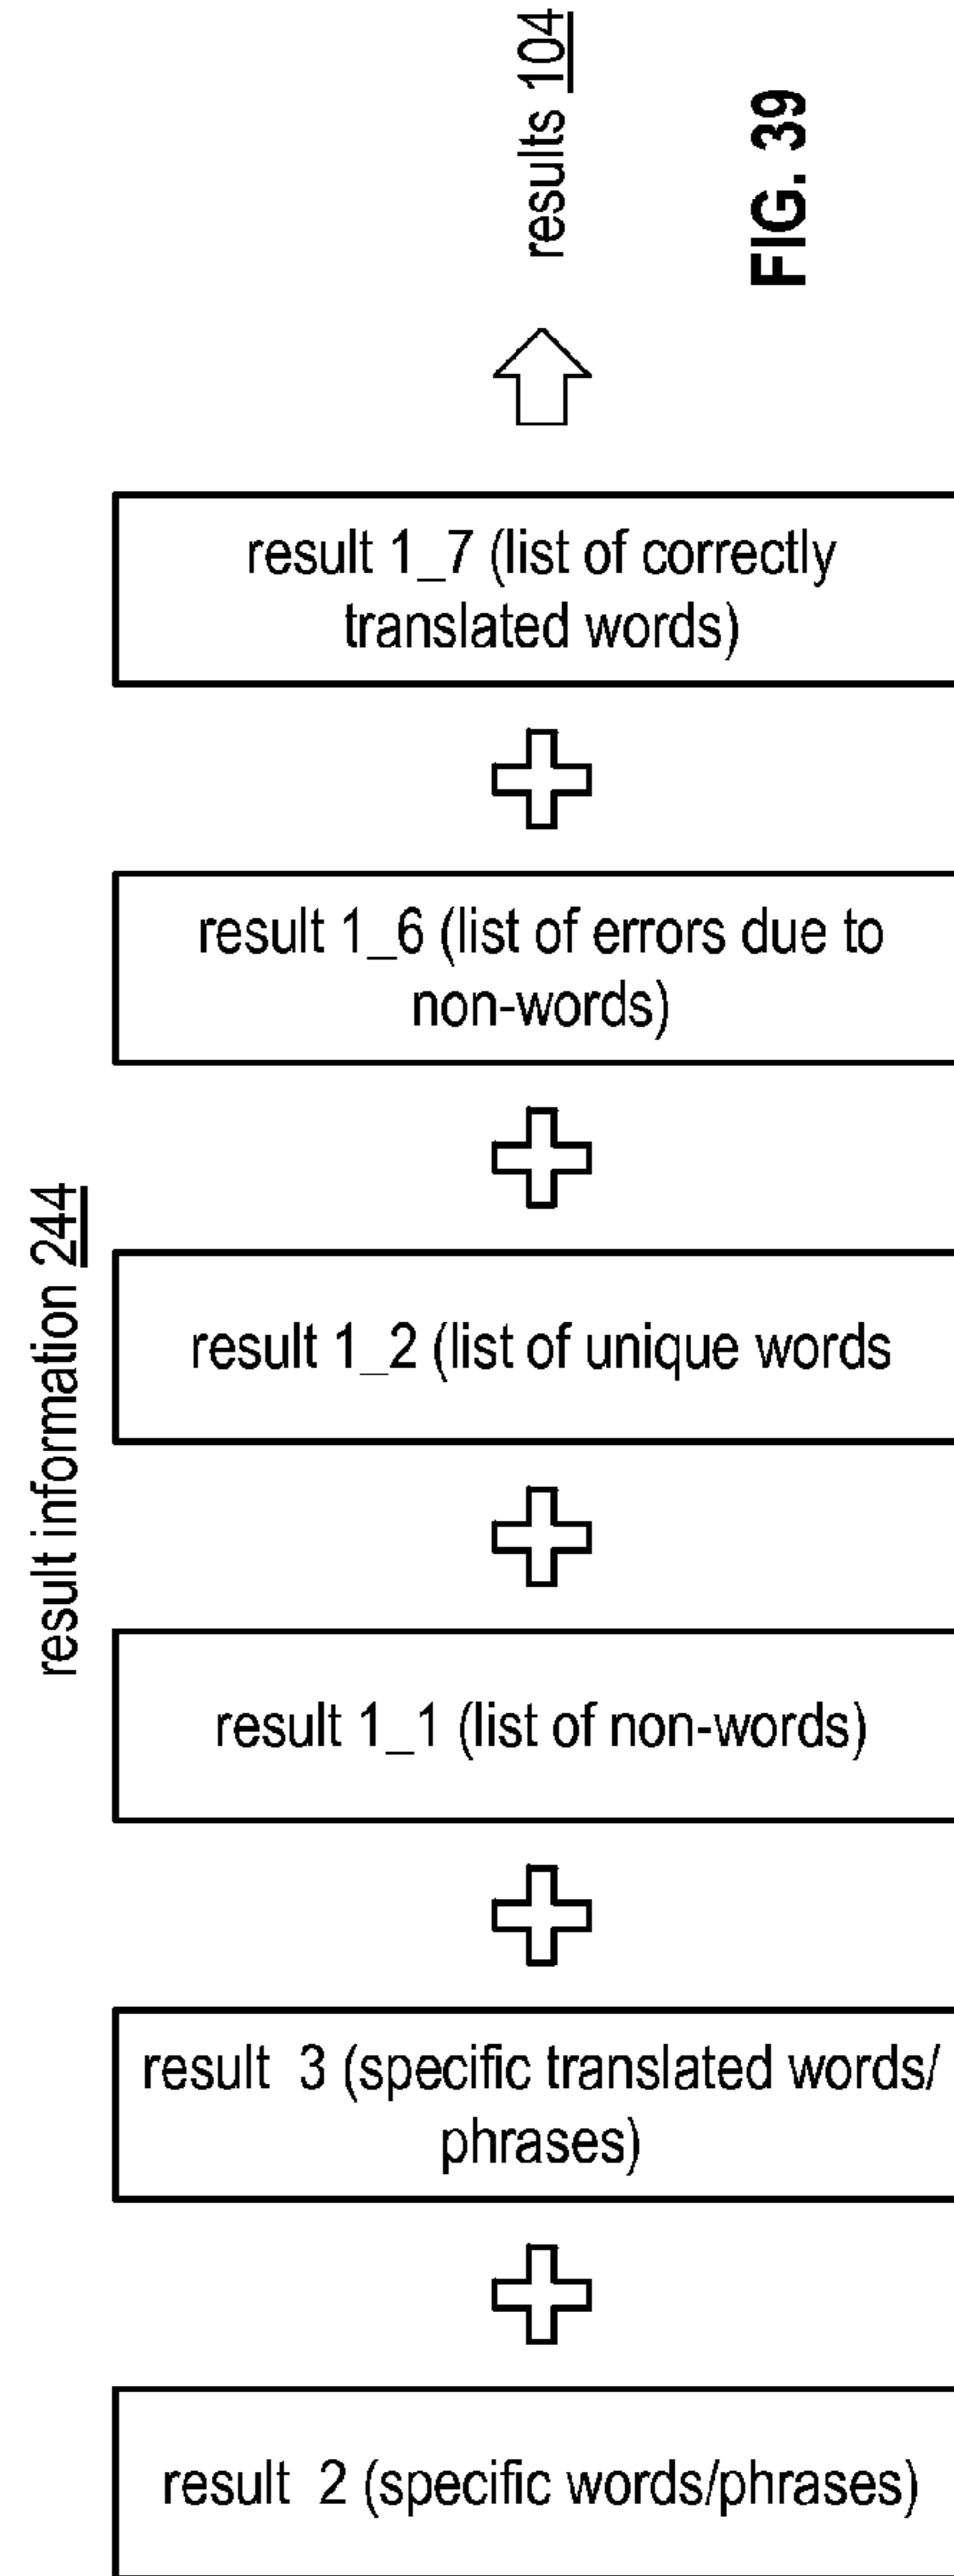 results 104
FIG. 39
result 1_7 (list of correctly
translated words)
result 1_6 (list of errors due to
non-words)
result information 244
result 1_2 (list of unique words
result 1_1 (list of non-words)
result 3 (specific translated words/
phrases)
result 2 (specific words/phrases)